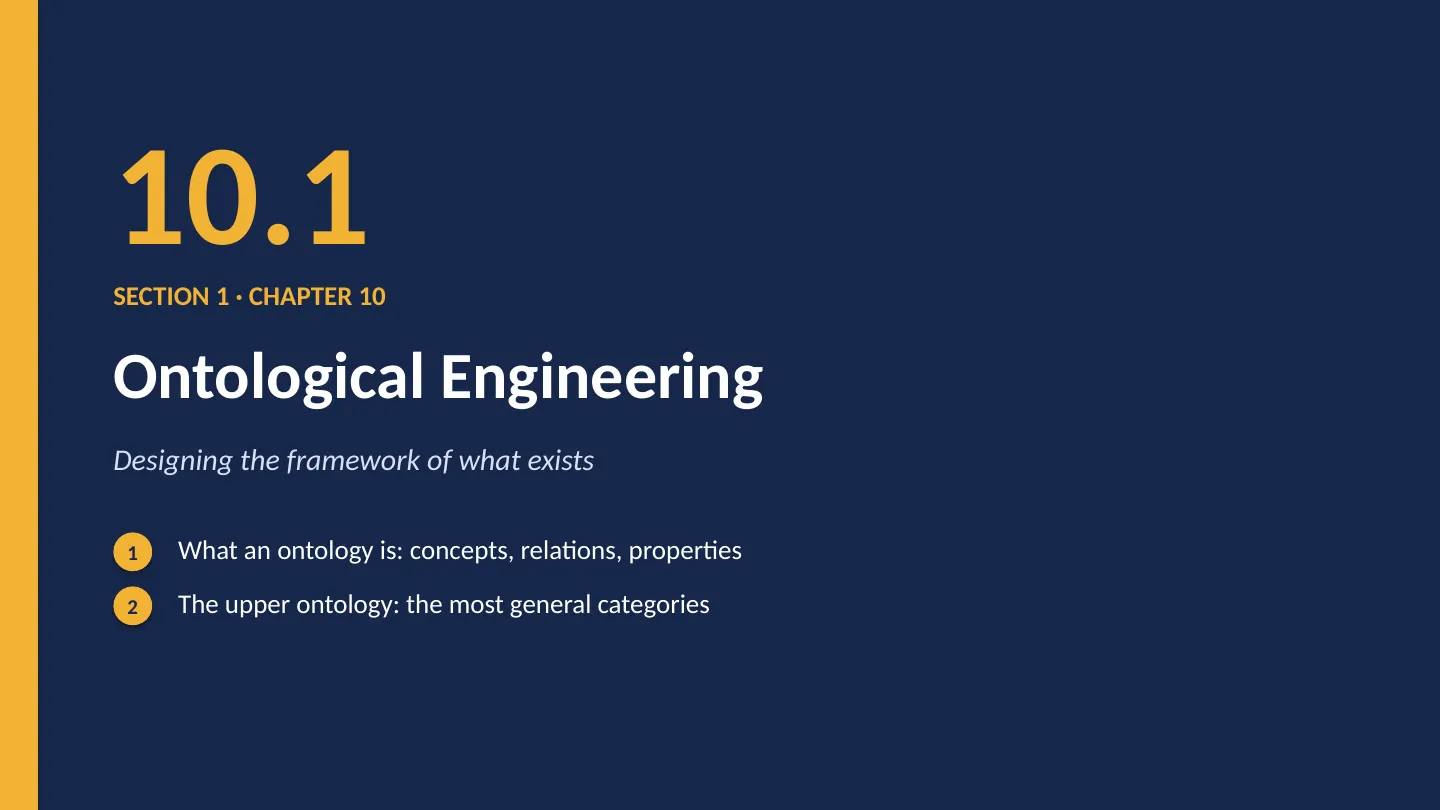 10.1
SECTION 1 · CHAPTER 10
Ontological Engineering
Designing the framework of what exists
1 What an ontology is: concepts, relations, properties
2 The upper ontology: the most general categories